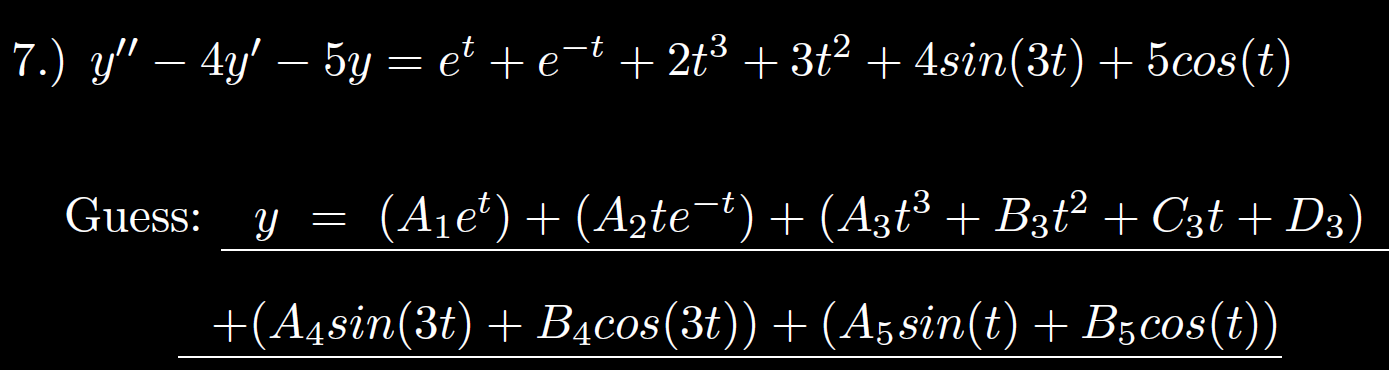 7.) y′′ − 4y′ − 5y = e^t + e^{−t} + 2t^3 + 3t^2 + 4sin(3t) + 5cos(t)
Guess: y = (A_1e^t) + (A_2te^{−t}) + (A_3t^3 + B_3t^2 + C_3t + D_3)
+(A_4sin(3t) + B_4cos(3t)) + (A_5sin(t) + B_5cos(t))